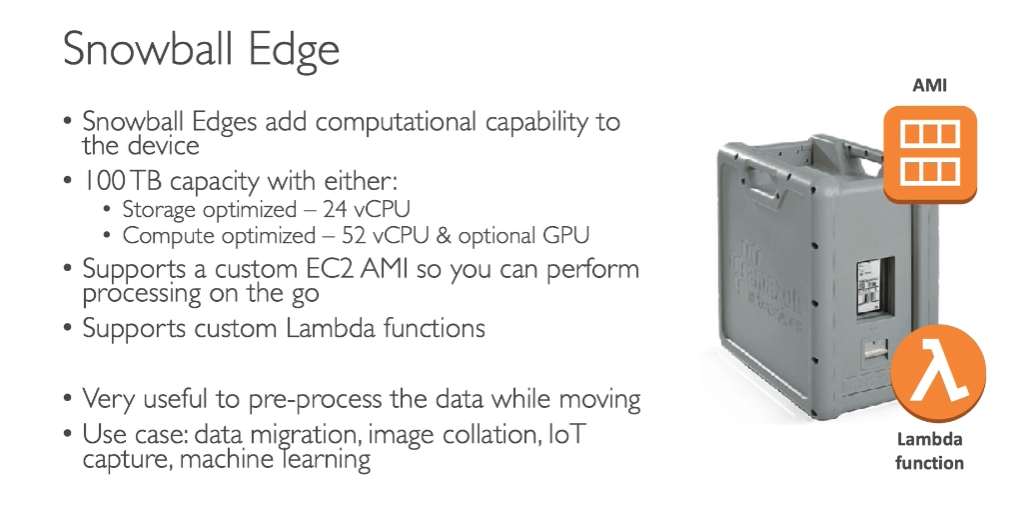 Snowball Edge
• Snowball Edges add computational capability to
the device
• 100 TB capacity with either:
• Storage optimized – 24 vCPU
• Compute optimized – 52 vCPU & optional GPU
• Supports a custom EC2 AMI so you can perform
processing on the go
• Supports custom Lambda functions
• Very useful to pre-process the data while moving
• Use case: data migration, image collation, IoT
capture, machine learning
AMI
amazon
λ
Lambda
function